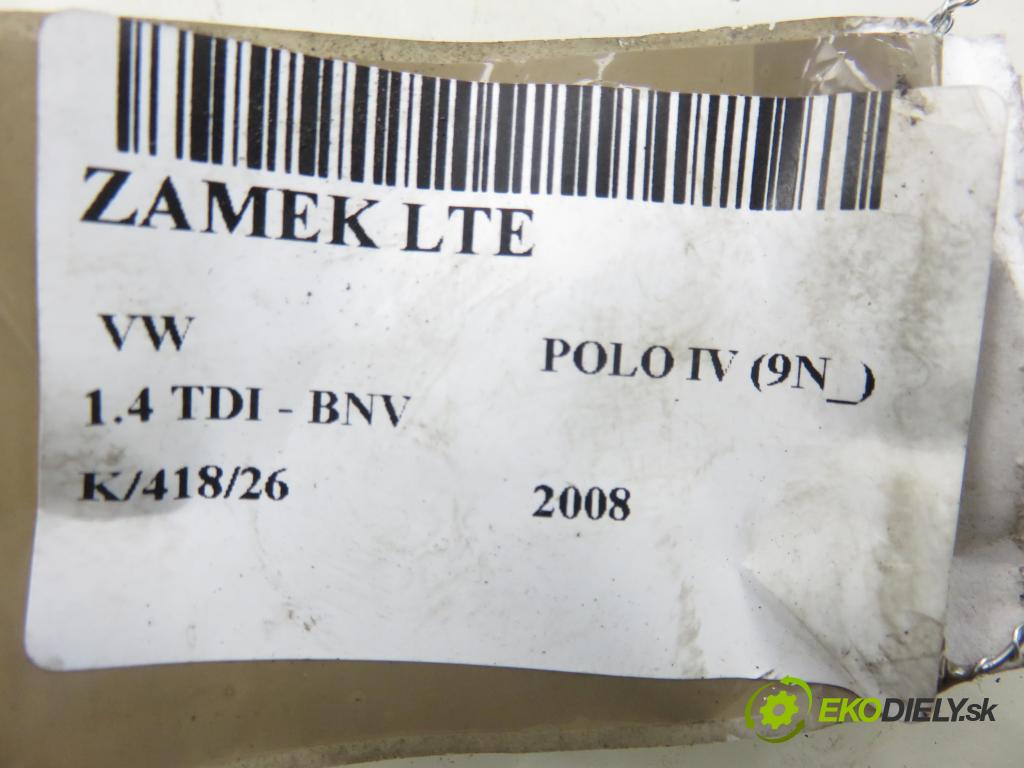 ZAMEK LTE
VW
POLO IV (9N_)
1.4 TDI - BNV
K/418/26
2008
EKODIELY.sk